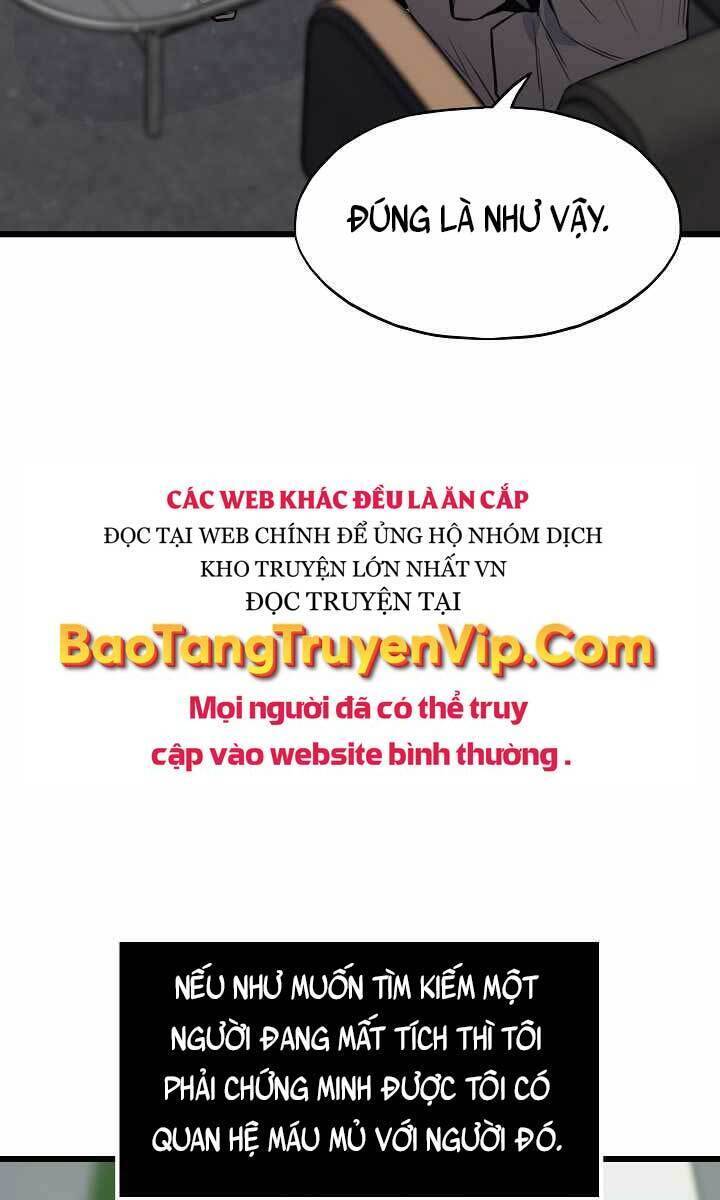 ĐÚNG LÀ NHƯ VẬY.
CÁC WEB KHÁC ĐỀU LÀ ĂN CẮP
ĐỌC TẠI WEB CHÍNH ĐỂ ỦNG HỘ NHÓM DỊCH
KHO TRUYỆN LỚN NHẤT VN
ĐỌC TRUYỆN TẠI
BaoTangTruyenVip.Com
Mọi người đã có thể truy
cập vào website bình thường.
NẾU NHƯ MUỐN TÌM KIẾM MỘT
NGƯỜI ĐANG MẤT TÍCH THÌ TÔI
PHẢI CHỨNG MINH ĐƯỢC TÔI CÓ
QUAN HỆ MÁU MỦ VỚI NGƯỜI ĐÓ.